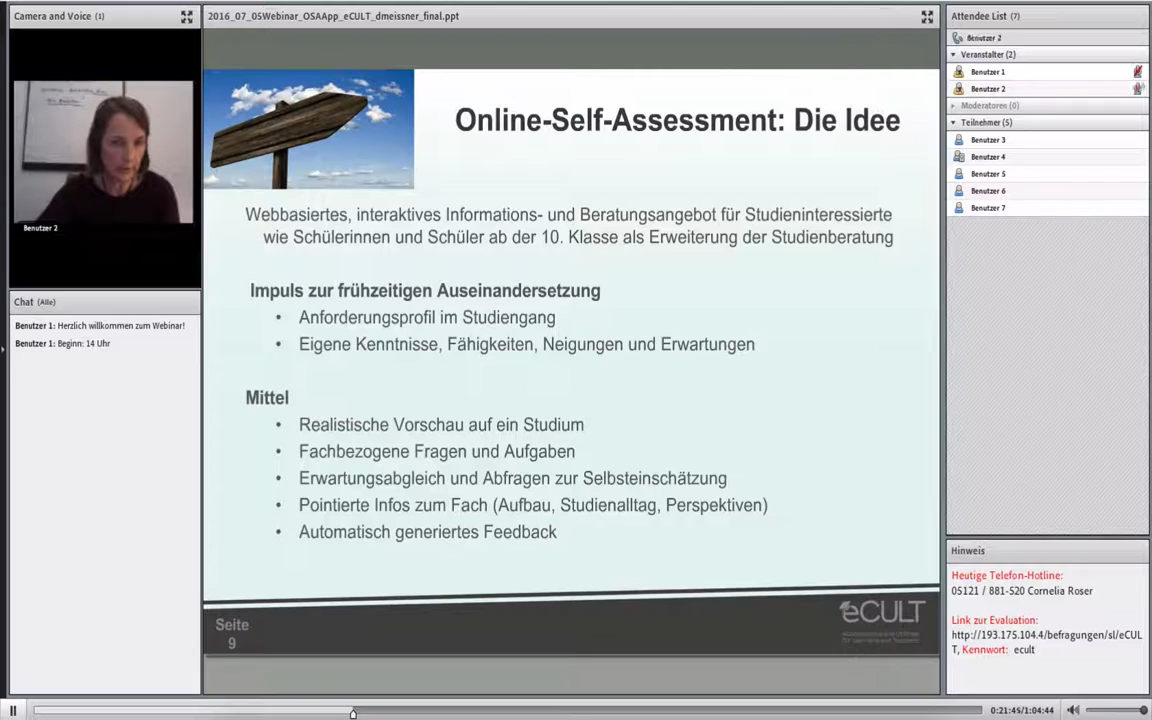 Camera and Voice (1)
Benutzer 2
Chat (Alle)
Benutzer 1: Herzlich willkommen zum Webinar!
Benutzer 1: Beginn: 14 Uhr
2016_07_05Webinar_OSAApp_eCULT_dmeissner_final.ppt
Online-Self-Assessment: Die Idee
Webbasiertes, interaktives Informations- und Beratungsangebot für Studieninteressierte
wie Schülerinnen und Schüler ab der 10. Klasse als Erweiterung der Studienberatung
Impuls zur frühzeitigen Auseinandersetzung
• Anforderungsprofil im Studiengang
• Eigene Kenntnisse, Fähigkeiten, Neigungen und Erwartungen
Mittel
• Realistische Vorschau auf ein Studium
• Fachbezogene Fragen und Aufgaben
• Erwartungsabgleich und Abfragen zur Selbsteinschätzung
• Pointierte Infos zum Fach (Aufbau, Studienalltag, Perspektiven)
• Automatisch generiertes Feedback
Seite
9
eCULT
Attendee List (7)
Benutzer 2
Veranstalter (2)
Benutzer 1
Benutzer 2
Moderatoren (0)
Teilnehmer (5)
Benutzer 3
Benutzer 4
Benutzer 5
Benutzer 6
Benutzer 7
Hinweis
Heutige Telefon-Hotline:
05121 / 881-520 Cornelia Roser
Link zur Evaluation:
http://193.175.104.4/befragungen/sl/eCUL
T, Kennwort: ecult
0:21:45/1:04:44